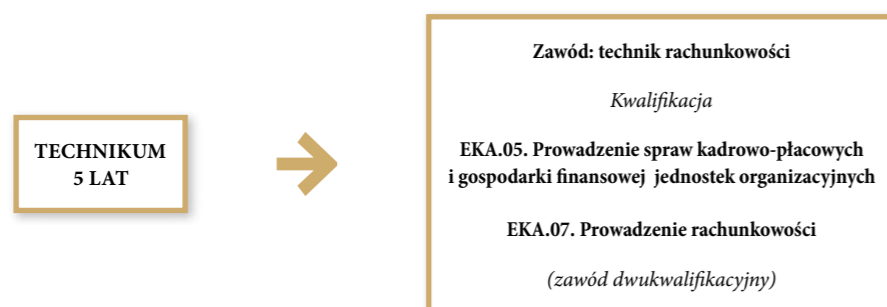 TECHNIKUM
5 LAT
Zawód: technik rachunkowości
Kwalifikacja
EKA.05. Prowadzenie spraw kadrowo-płacowych
i gospodarki finansowej jednostek organizacyjnych
EKA.07. Prowadzenie rachunkowości
(zawód dwukwalifikacyjny)